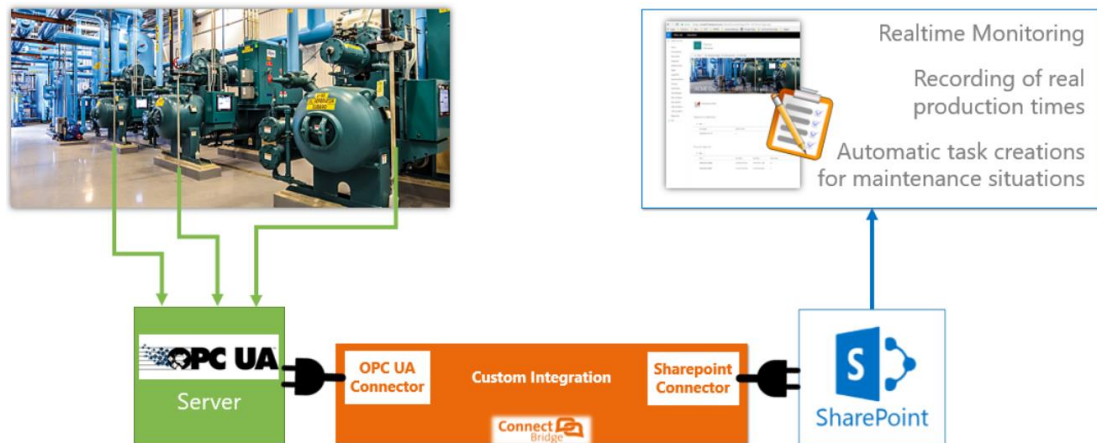 Realtime Monitoring
Recording of real
production times
Automatic task creations
for maintenance situations
OPC UA
Server
OPC UA
Connector
Custom Integration
Sharepoint
Connector
Connect
Bridge
S
SharePoint